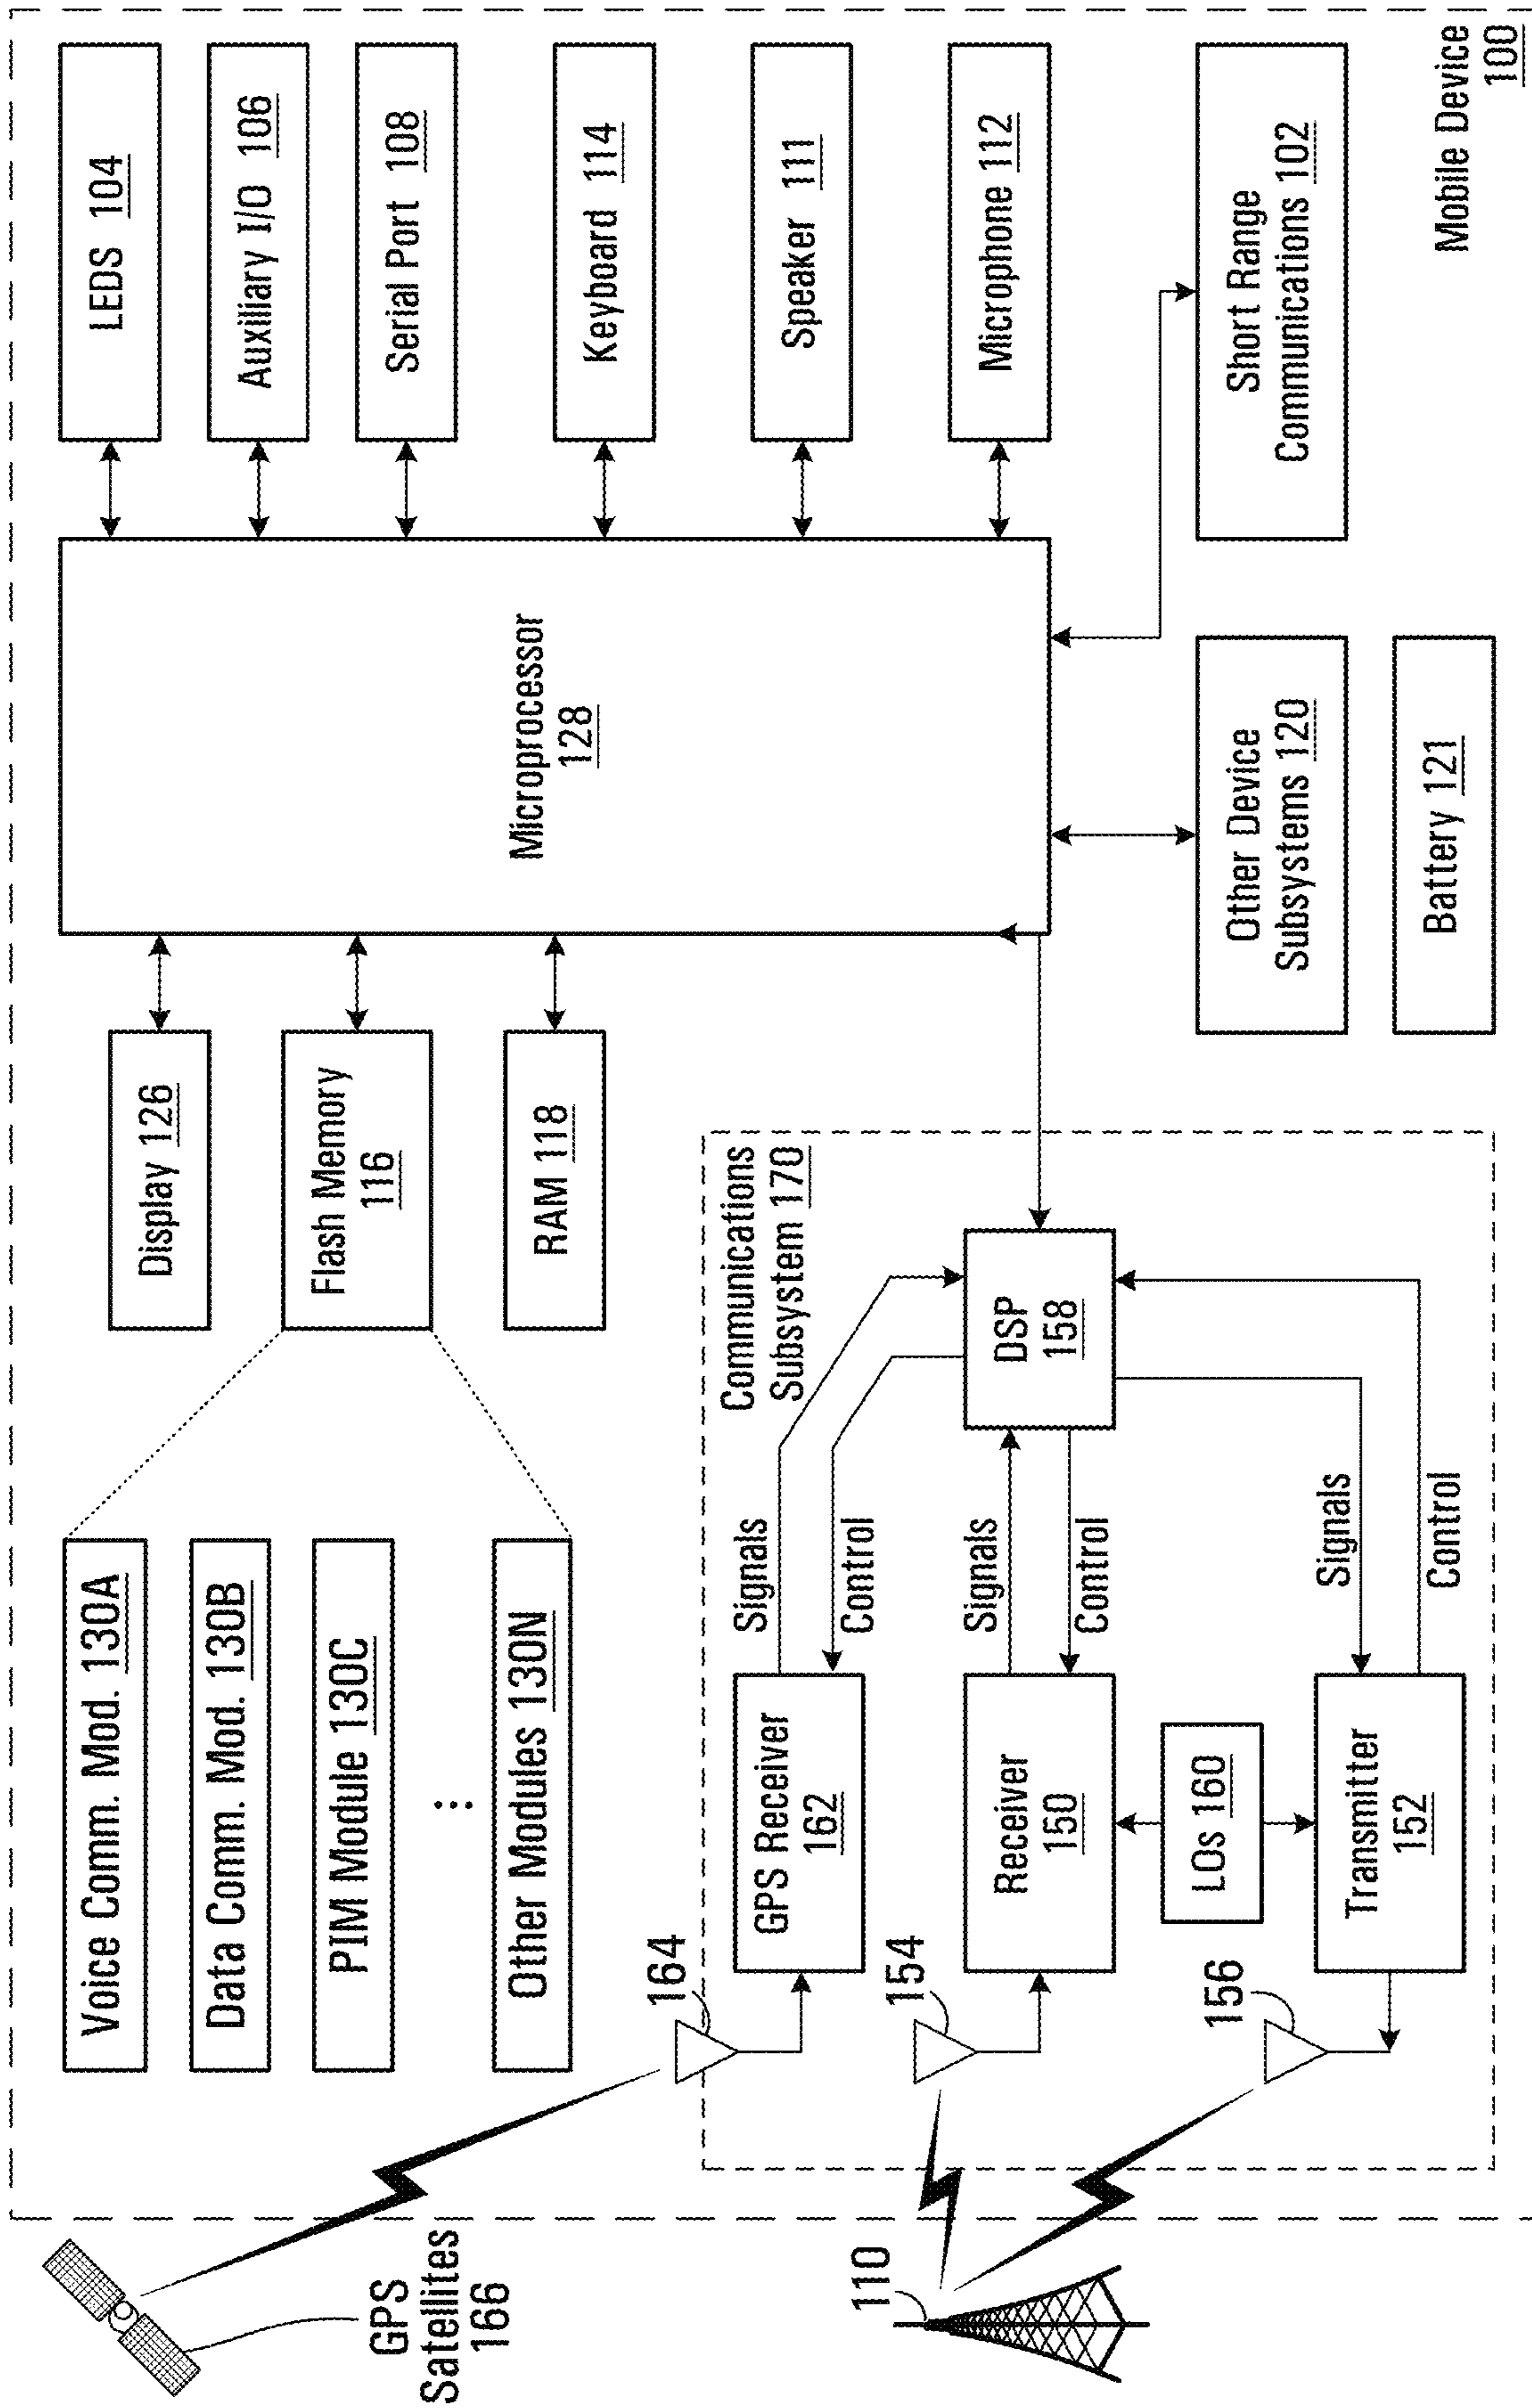 Voice Comm. Mod. 130A
Data Comm. Mod. 130B
PIM Module 130C
⋮
Other Modules 130N
Display 126
Flash Memory
116
RAM 118
Microprocessor
128
LEDS 104
Auxiliary I/O 106
Serial Port 108
Keyboard 114
Speaker 111
Microphone 112
Short Range
Communications 102
Other Device
Subsystems 120
Battery 121
Communications
Subsystem 170
DSP
158
Signals
Control
Signals
Control
Signals
Control
GPS Receiver
162
Receiver
150
LOs 160
Transmitter
152
164
154
156
GPS
Satellites
166
110
Mobile Device
100